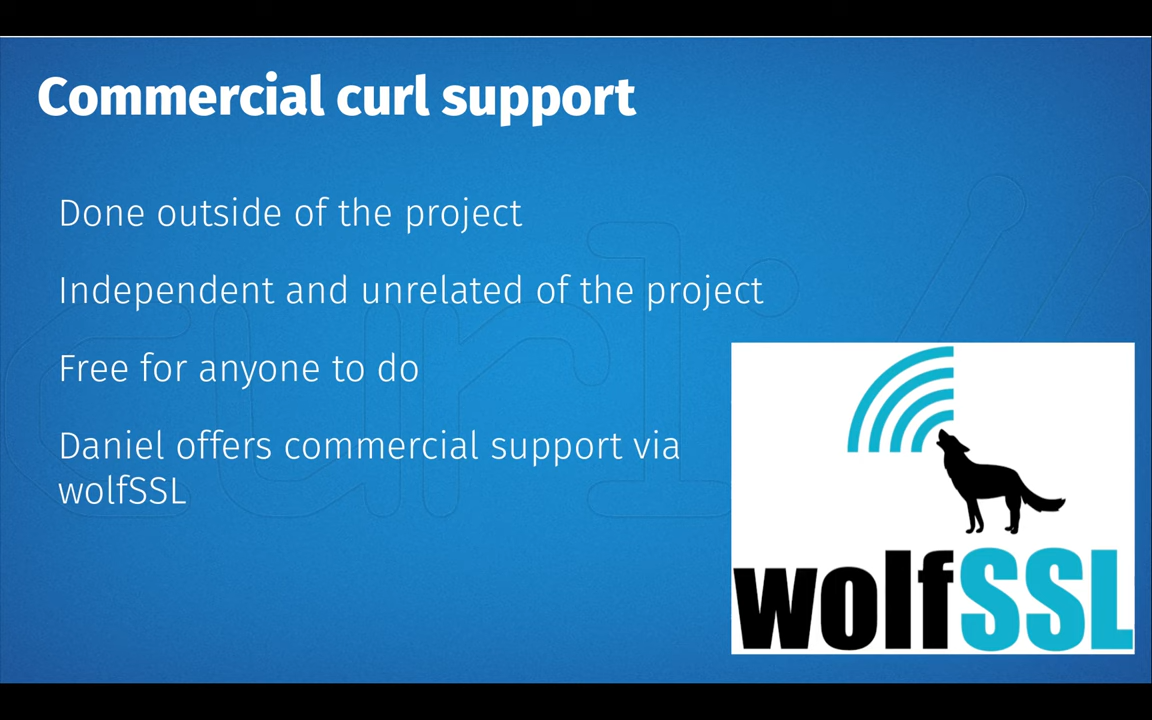 Commercial curl support
Done outside of the project
Independent and unrelated of the project
Free for anyone to do
Daniel offers commercial support via
wolfSSL
wolfSSL
curl://